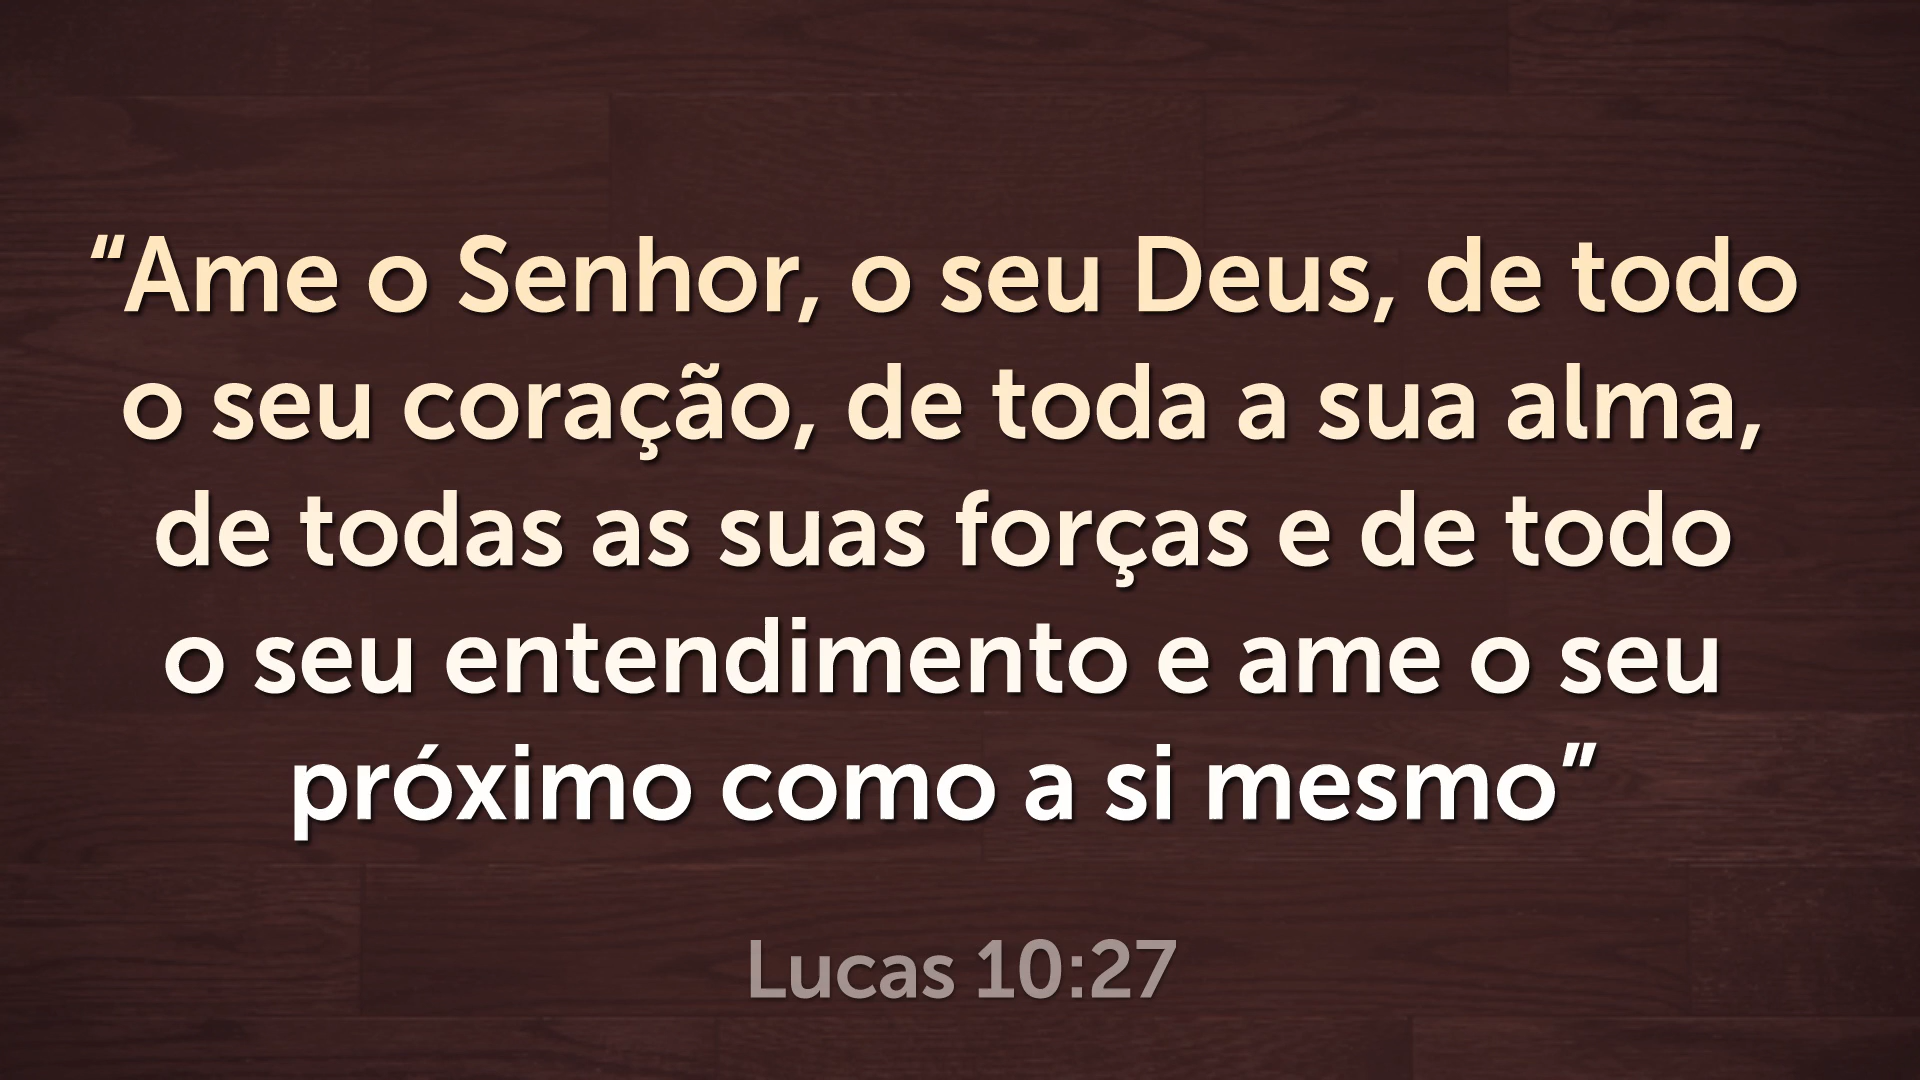 “Ame o Senhor, o seu Deus, de todo
o seu coração, de toda a sua alma,
de todas as suas forças e de todo
o seu entendimento e ame o seu
próximo como a si mesmo”
Lucas 10:27